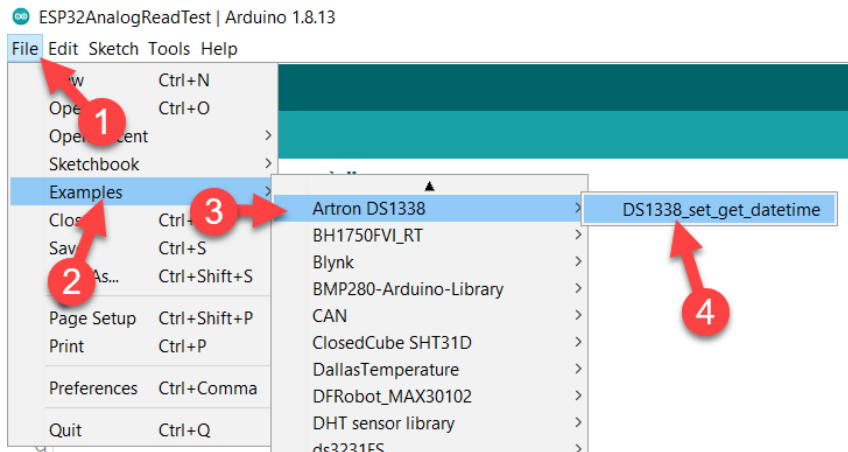 ESP32AnalogReadTest | Arduino 1.8.13
File Edit Sketch Tools Help
Ctrl+N
Ctrl+O
1
Sketchbook
Examples
Ctrl+S
Ctrl+Shift+S
2
Page Setup Ctrl+Shift+P
Print Ctrl+P
Preferences Ctrl+Comma
Quit Ctrl+Q
3
Artron DS1338
BH1750FVI_RT
Blynk
BMP280-Arduino-Library
CAN
ClosedCube SHT31D
DallasTemperature
DFRobot_MAX30102
DHT sensor library
ds3231FS
DS1338_set_get_datetime
4